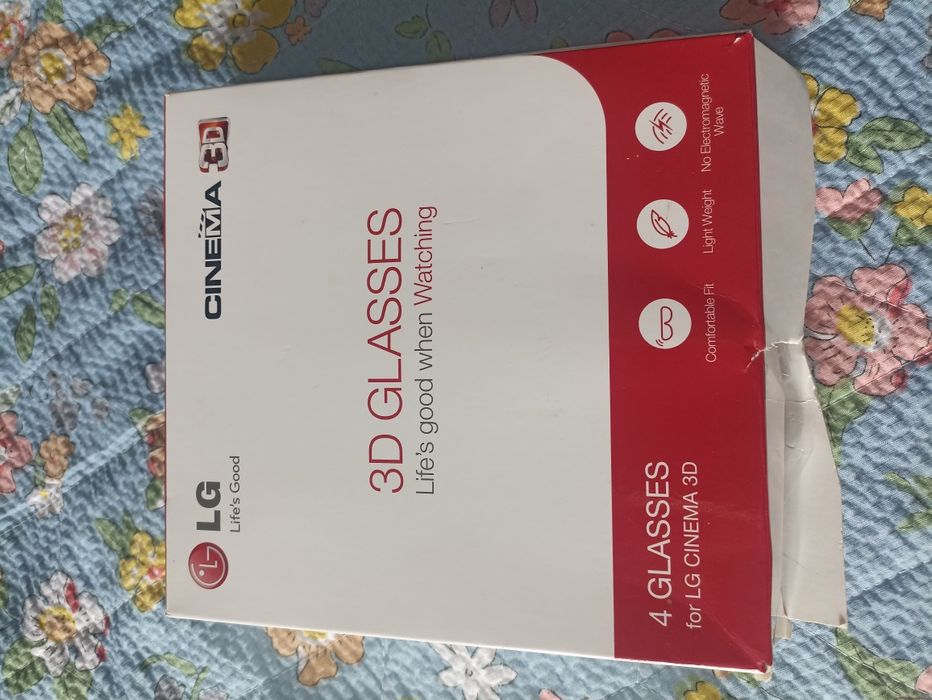 LG
Life's Good
CINEMA 3D
3D GLASSES
Life's good when Watching
4 GLASSES
for LG CINEMA 3D
Comfortable Fit
Light Weight
No Electromagnetic
Wave